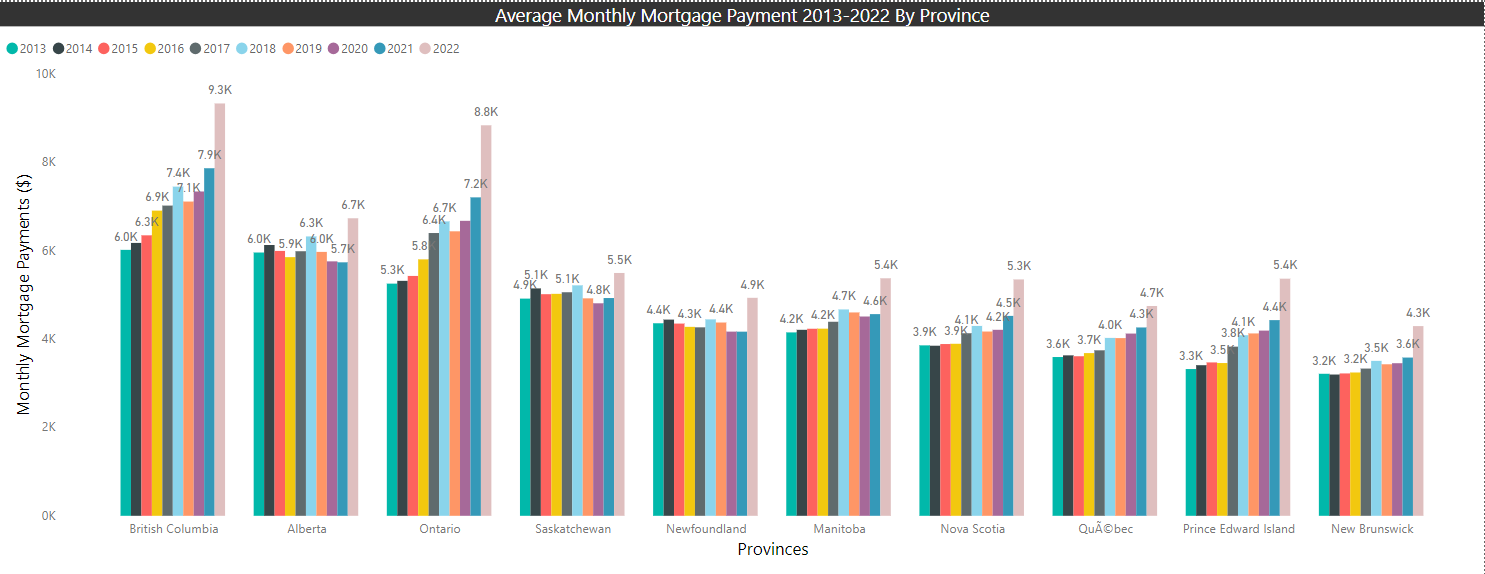 Average Monthly Mortgage Payment 2013-2022 By Province
2013 2014 2015 2016 2017 2018 2019 2020 2021 2022
Monthly Mortgage Payments ($)
10K
8K
6K
4K
2K
0K
6.0K 6.3K 6.9K 7.4K 7.1K 7.9K 9.3K
6.0K 5.9K 6.3K 6.0K 5.7K 6.7K
5.3K 5.8K 6.4K 6.7K 7.2K 8.8K
4.9K 5.1K 5.1K 4.8K 5.5K
4.4K 4.3K 4.4K 4.9K
4.2K 4.2K 4.7K 4.6K 5.4K
3.9K 3.9K 4.1K 4.2K 4.5K 5.3K
3.6K 3.7K 4.0K 4.3K 4.7K
3.3K 3.5K 3.8K 4.1K 4.4K 5.4K
3.2K 3.2K 3.5K 3.6K 4.3K
British Columbia Alberta Ontario Saskatchewan Newfoundland Manitoba Nova Scotia QuÃ©bec Prince Edward Island New Brunswick
Provinces